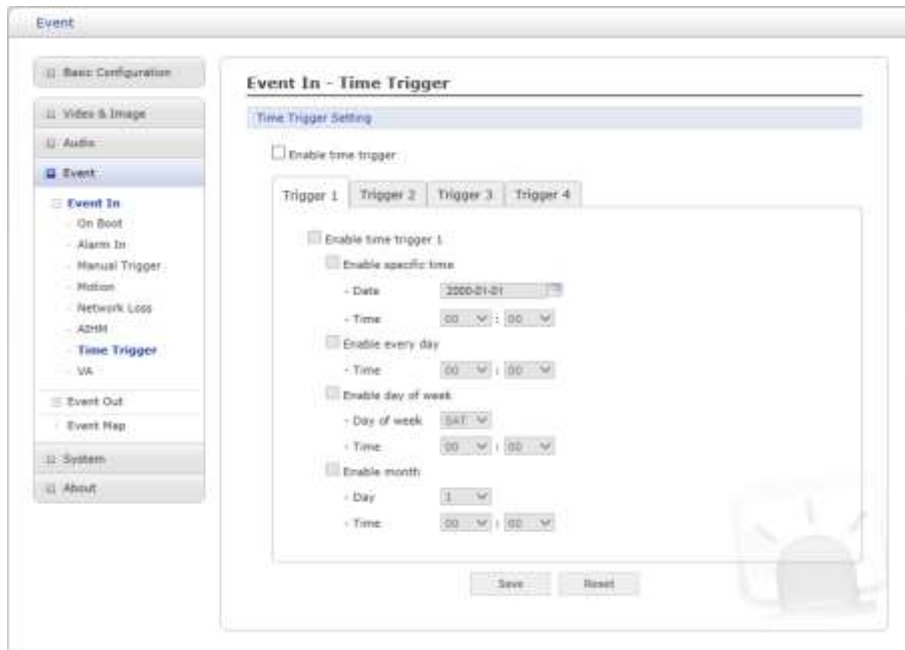 Event
Basic Configuration
Video & Image
Audio
Event
Event In
On Boot
Alarm In
Manual Trigger
Motion
Network Loss
AIHM
Time Trigger
VA
Event Out
Event Map
System
About
Event In - Time Trigger
Time Trigger Setting
Enable time trigger
Trigger 1 Trigger 2 Trigger 3 Trigger 4
Enable time trigger 1
Enable specific time
- Date 2000-01-01
- Time 00 : 00
Enable every day
- Time 00 : 00
Enable day of week
- Day of week SAT
- Time 00 : 00
Enable month
- Day 1
- Time 00 : 00
Save Reset